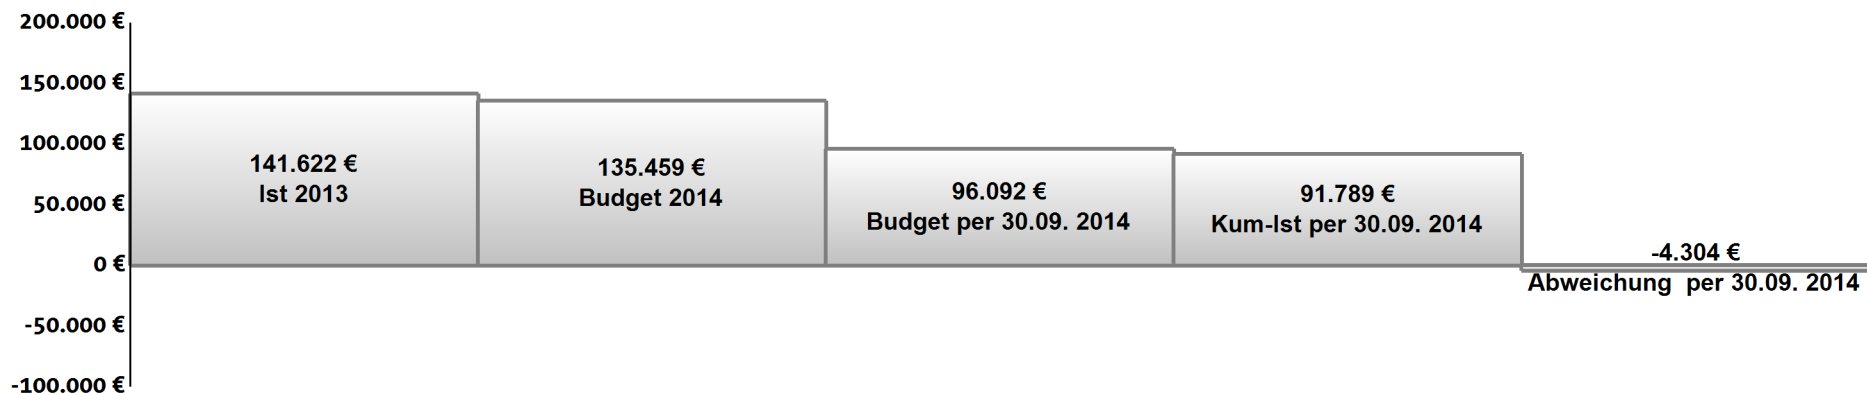 200.000 €
150.000 €
100.000 €
50.000 €
0 €
-50.000 €
-100.000 €
141.622 €
Ist 2013
135.459 €
Budget 2014
96.092 €
Budget per 30.09. 2014
91.789 €
Kum-Ist per 30.09. 2014
-4.304 €
Abweichung  per 30.09. 2014